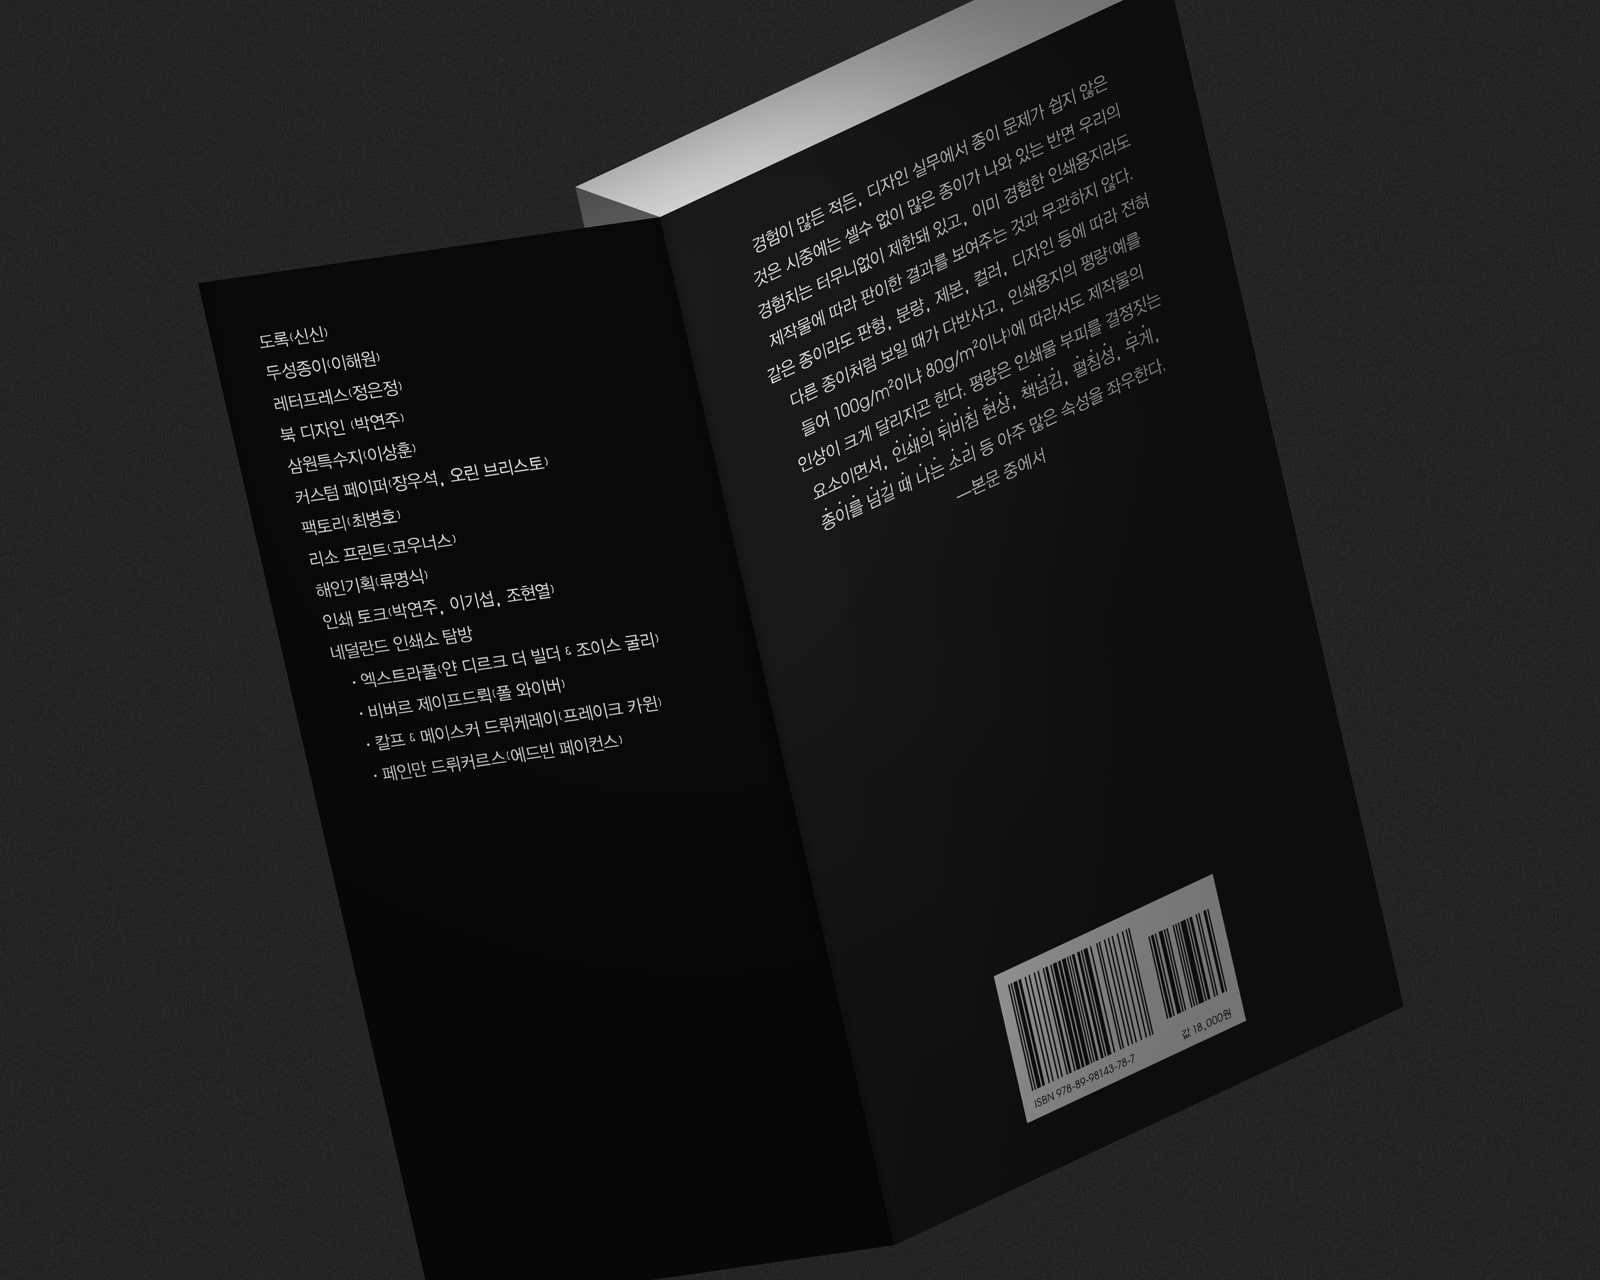 도록(신신)
두성종이(이해원)
레터프레스(정은정)
북 디자인 (박연주)
삼원특수지(이상훈)
커스텀 페이퍼(장우석, 오린 브리스토)
팩토리(최병호)
리소 프린트(코우너스)
해인기획(류명식)
인쇄 토크(박연주, 이기섭, 조현열)
네덜란드 인쇄소 탐방
· 엑스트라풀(얀 디르크 더 빌더 & 조이스 굴리)
· 비버르 제이프드뤽(폴 와이버)
· 칼프 & 메이스커 드뤼케레이(프레이크 카윈)
· 페인만 드뤼커르스(에드빈 페이컨스)
경험이 많든 적든, 디자인 실무에서 종이 문제가 쉽지 않은
것은 시중에는 셀수 없이 많은 종이가 나와 있는 반면 우리의
경험치는 터무니없이 제한돼 있고, 이미 경험한 인쇄용지라도
제작물에 따라 판이한 결과를 보여주는 것과 무관하지 않다.
같은 종이라도 판형, 분량, 제본, 컬러, 디자인 등에 따라 전혀
다른 종이처럼 보일 때가 다반사고, 인쇄용지의 평량(예를
들어 100g/m²이냐 80g/m²이냐)에 따라서도 제작물의
인상이 크게 달리지곤 한다. 평량은 인쇄물 부피를 결정짓는
요소이면서, 인쇄의 뒤비침 현상, 책넘김, 펼침성, 무게,
종이를 넘길 때 나는 소리 등 아주 많은 속성을 좌우한다.
—본문 중에서
ISBN 978-89-98143-78-7
값 18,000원